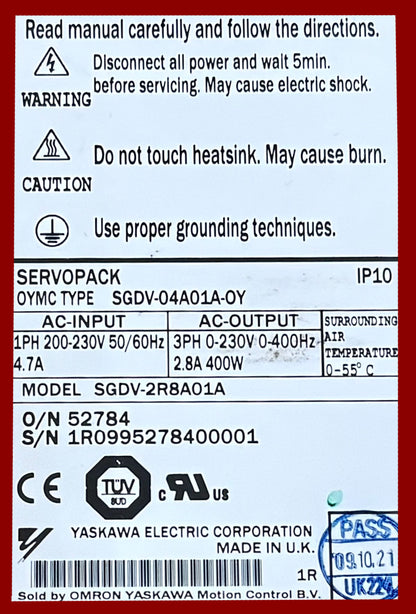 Read manual carefully and follow the directions.
Disconnect all power and wait 5min.
before servicing. May cause electric shock.
WARNING
Do not touch heatsink. May cause burn.
CAUTION
Use proper grounding techniques.
SERVOPACK IP10
OYMC TYPE SGDV-04A01A-OY
AC-INPUT AC-OUTPUT SURROUNDING
1PH 200-230V 50/60Hz 3PH 0-230V 0-400Hz AIR
4.7A 2.8A 400W TEMPERATURE
0-55°C
MODEL SGDV-2R8A01A
O/N 52784
S/N 1R0995278400001
CE TÜV SÜD c RU US
YASKAWA ELECTRIC CORPORATION
MADE IN U.K.
1R
Sold by OMRON YASKAWA Motion Control B.V.
PASS
09.10.21
UK224